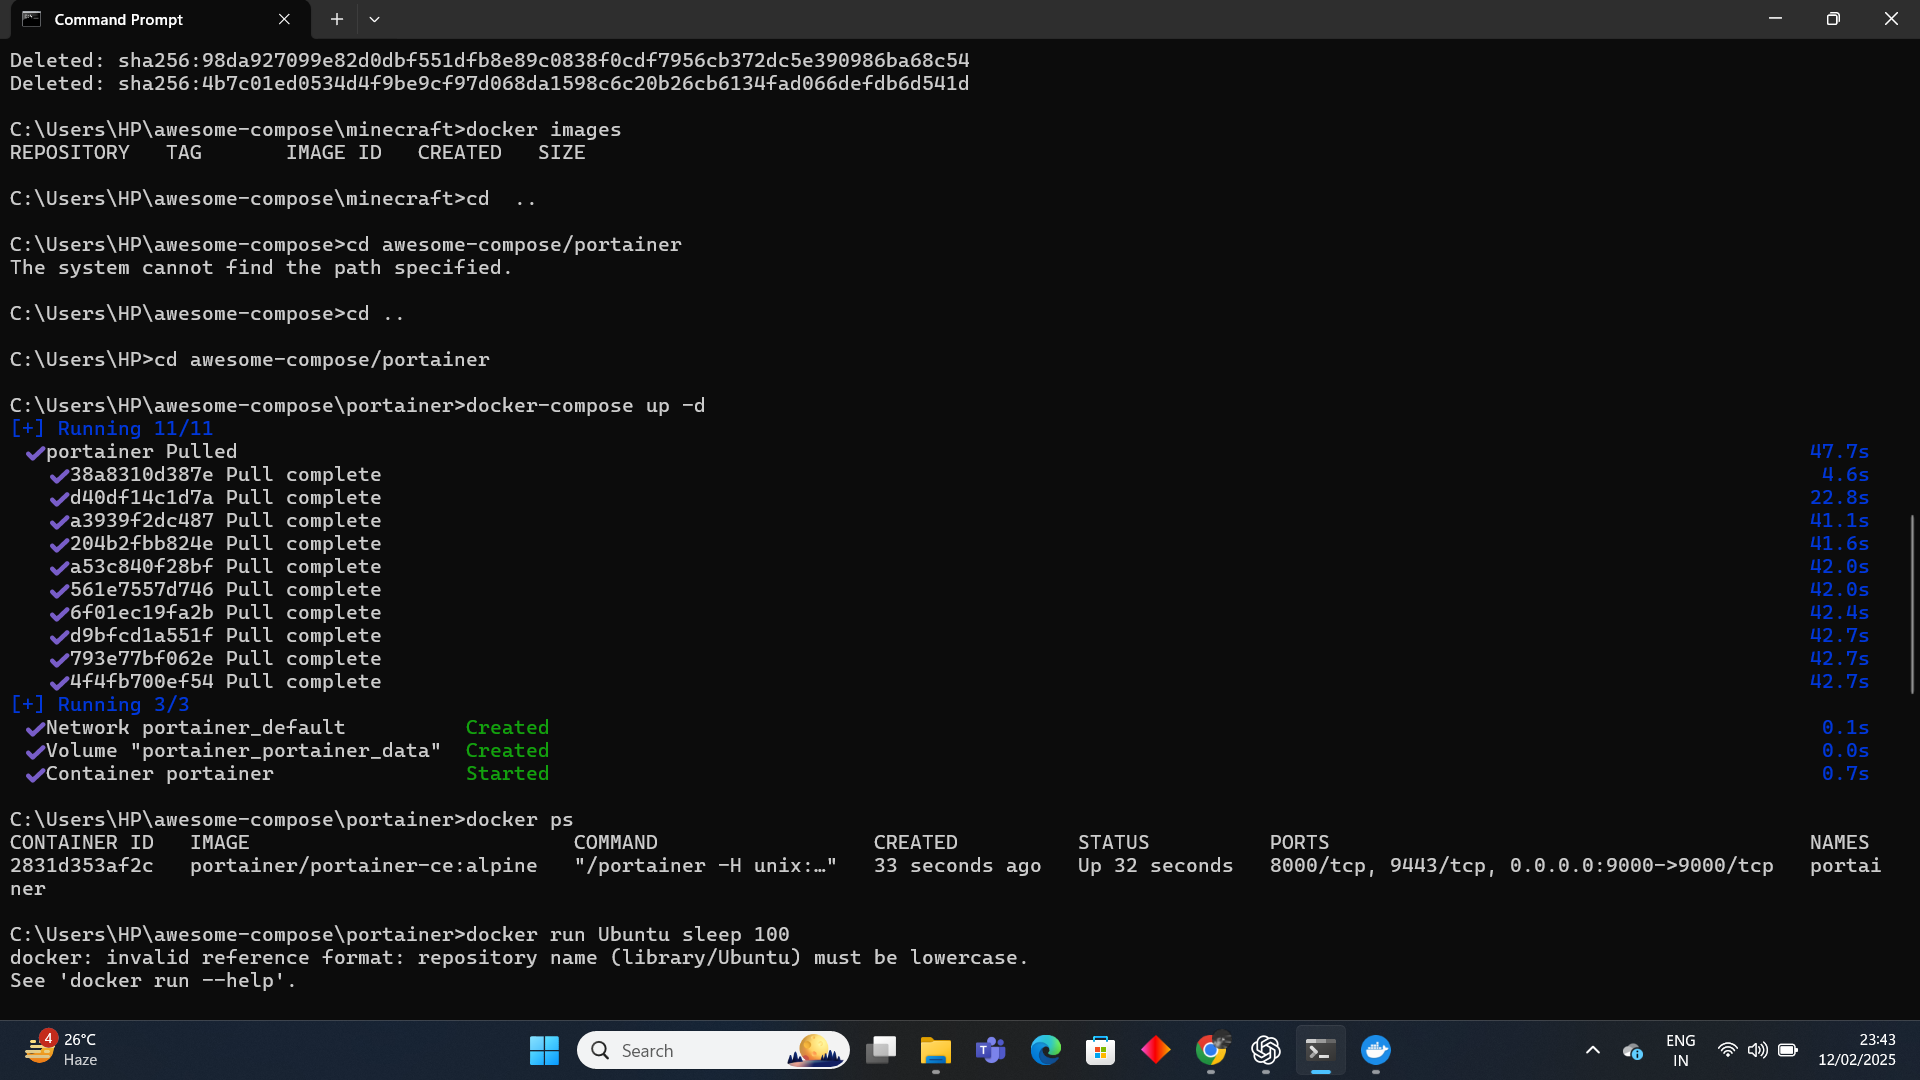 Command Prompt
Deleted: sha256:98da927099e82d0dbf551dfb8e89c0838f0cdf7956cb372dc5e390986ba68c54
Deleted: sha256:4b7c01ed0534d4f9be9cf97d068da1598c6c20b26cb6134fad066defdb6d541d
C:\Users\HP\awesome-compose\minecraft>docker images
REPOSITORY   TAG       IMAGE ID   CREATED   SIZE
C:\Users\HP\awesome-compose\minecraft>cd  ..
C:\Users\HP\awesome-compose>cd awesome-compose/portainer
The system cannot find the path specified.
C:\Users\HP\awesome-compose>cd ..
C:\Users\HP>cd awesome-compose/portainer
C:\Users\HP\awesome-compose\portainer>docker-compose up -d
[+] Running 11/11
portainer Pulled 47.7s
38a8310d387e Pull complete 4.6s
d40df14c1d7a Pull complete 22.8s
a3939f2dc487 Pull complete 41.1s
204b2fbb824e Pull complete 41.6s
a53c840f28bf Pull complete 42.0s
561e7557d746 Pull complete 42.0s
6f01ec19fa2b Pull complete 42.4s
d9bfcd1a551f Pull complete 42.7s
793e77bf062e Pull complete 42.7s
4f4fb700ef54 Pull complete 42.7s
[+] Running 3/3
Network portainer_default Created 0.1s
Volume "portainer_portainer_data" Created 0.0s
Container portainer Started 0.7s
C:\Users\HP\awesome-compose\portainer>docker ps
CONTAINER ID   IMAGE   COMMAND   CREATED   STATUS   PORTS   NAMES
2831d353af2c   portainer/portainer-ce:alpine   "/portainer -H unix:…"   33 seconds ago   Up 32 seconds   8000/tcp, 9443/tcp, 0.0.0.0:9000->9000/tcp   portai
ner
C:\Users\HP\awesome-compose\portainer>docker run Ubuntu sleep 100
docker: invalid reference format: repository name (library/Ubuntu) must be lowercase.
See 'docker run --help'.
4
26°C
Haze
Search
ENG
IN
23:43
12/02/2025